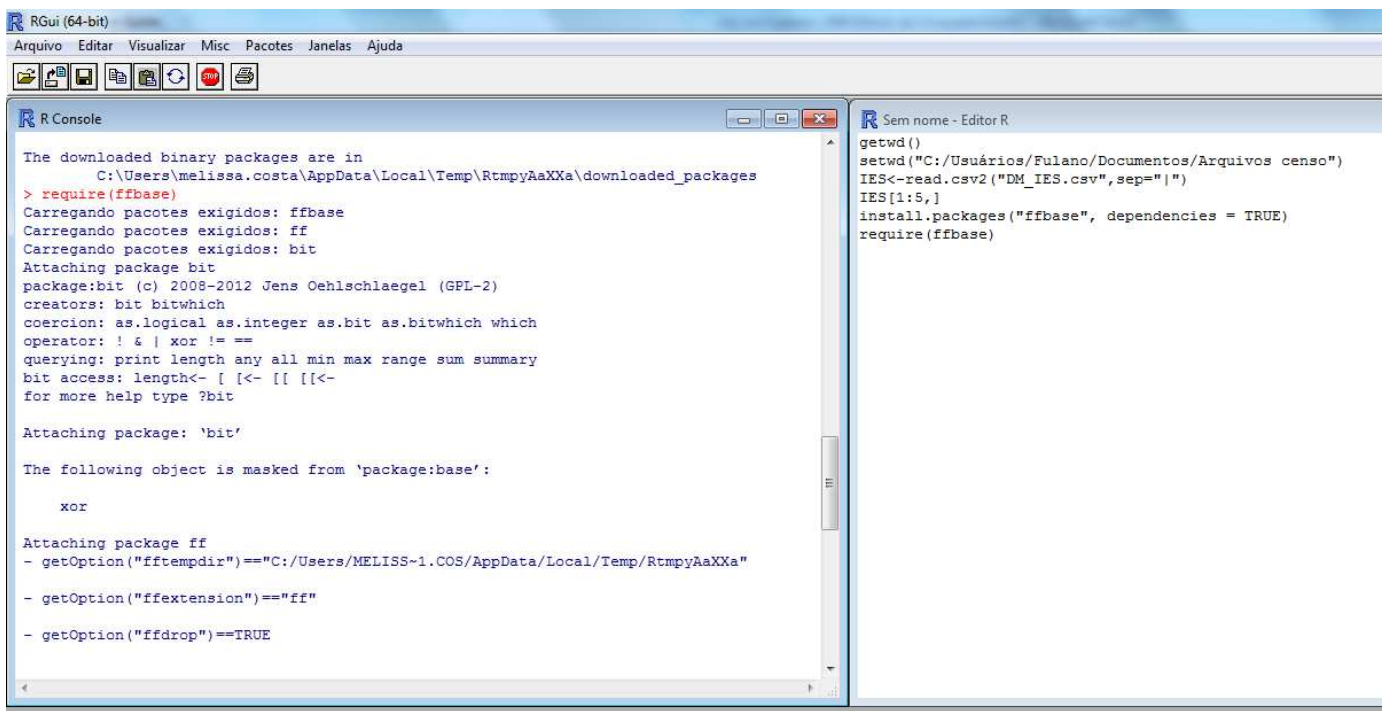 RGui (64-bit)
Arquivo Editar Visualizar Misc Pacotes Janelas Ajuda
STOP
R Console
The downloaded binary packages are in
C:\Users\melissa.costa\AppData\Local\Temp\RtmpyAaXXa\downloaded_packages
> require(ffbase)
Carregando pacotes exigidos: ffbase
Carregando pacotes exigidos: ff
Carregando pacotes exigidos: bit
Attaching package bit
package:bit (c) 2008-2012 Jens Oehlschlaegel (GPL-2)
creators: bit bitwhich
coercion: as.logical as.integer as.bit as.bitwhich which
operator: ! & | xor != ==
querying: print length any all min max range sum summary
bit access: length<- [ [<- [[ [[<-
for more help type ?bit
Attaching package: ‘bit’
The following object is masked from ‘package:base’:
xor
Attaching package ff
- getOption("fftempdir")=="C:/Users/MELISS~1.COS/AppData/Local/Temp/RtmpyAaXXa"
- getOption("ffextension")=="ff"
- getOption("ffdrop")==TRUE
Sem nome - Editor R
getwd()
setwd("C:/Usuários/Fulano/Documentos/Arquivos censo")
IES<-read.csv2("DM_IES.csv",sep="|")
IES[1:5,]
install.packages("ffbase", dependencies = TRUE)
require(ffbase)